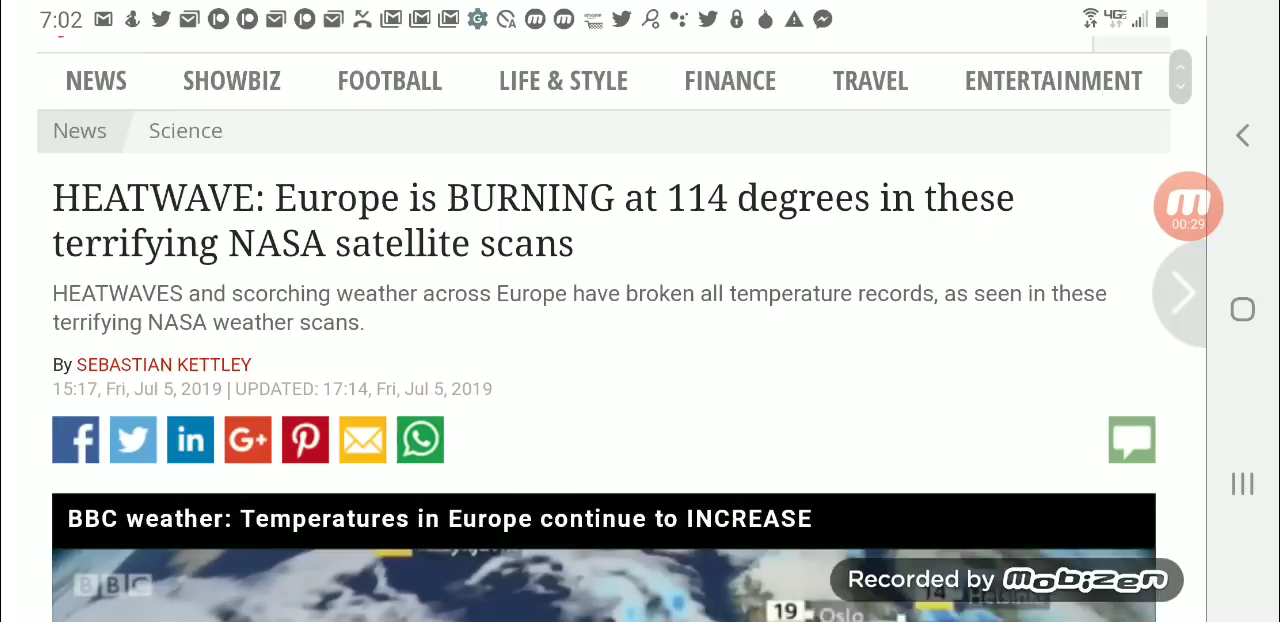 7:02
NEWS SHOWBIZ FOOTBALL LIFE & STYLE FINANCE TRAVEL ENTERTAINMENT
News Science
HEATWAVE: Europe is BURNING at 114 degrees in these
terrifying NASA satellite scans
00:29
HEATWAVES and scorching weather across Europe have broken all temperature records, as seen in these
terrifying NASA weather scans.
By SEBASTIAN KETTLEY
15:17, Fri, Jul 5, 2019 | UPDATED: 17:14, Fri, Jul 5, 2019
BBC weather: Temperatures in Europe continue to INCREASE
BBC
Recorded by mobizen
19 Oslo 14 Helsinki